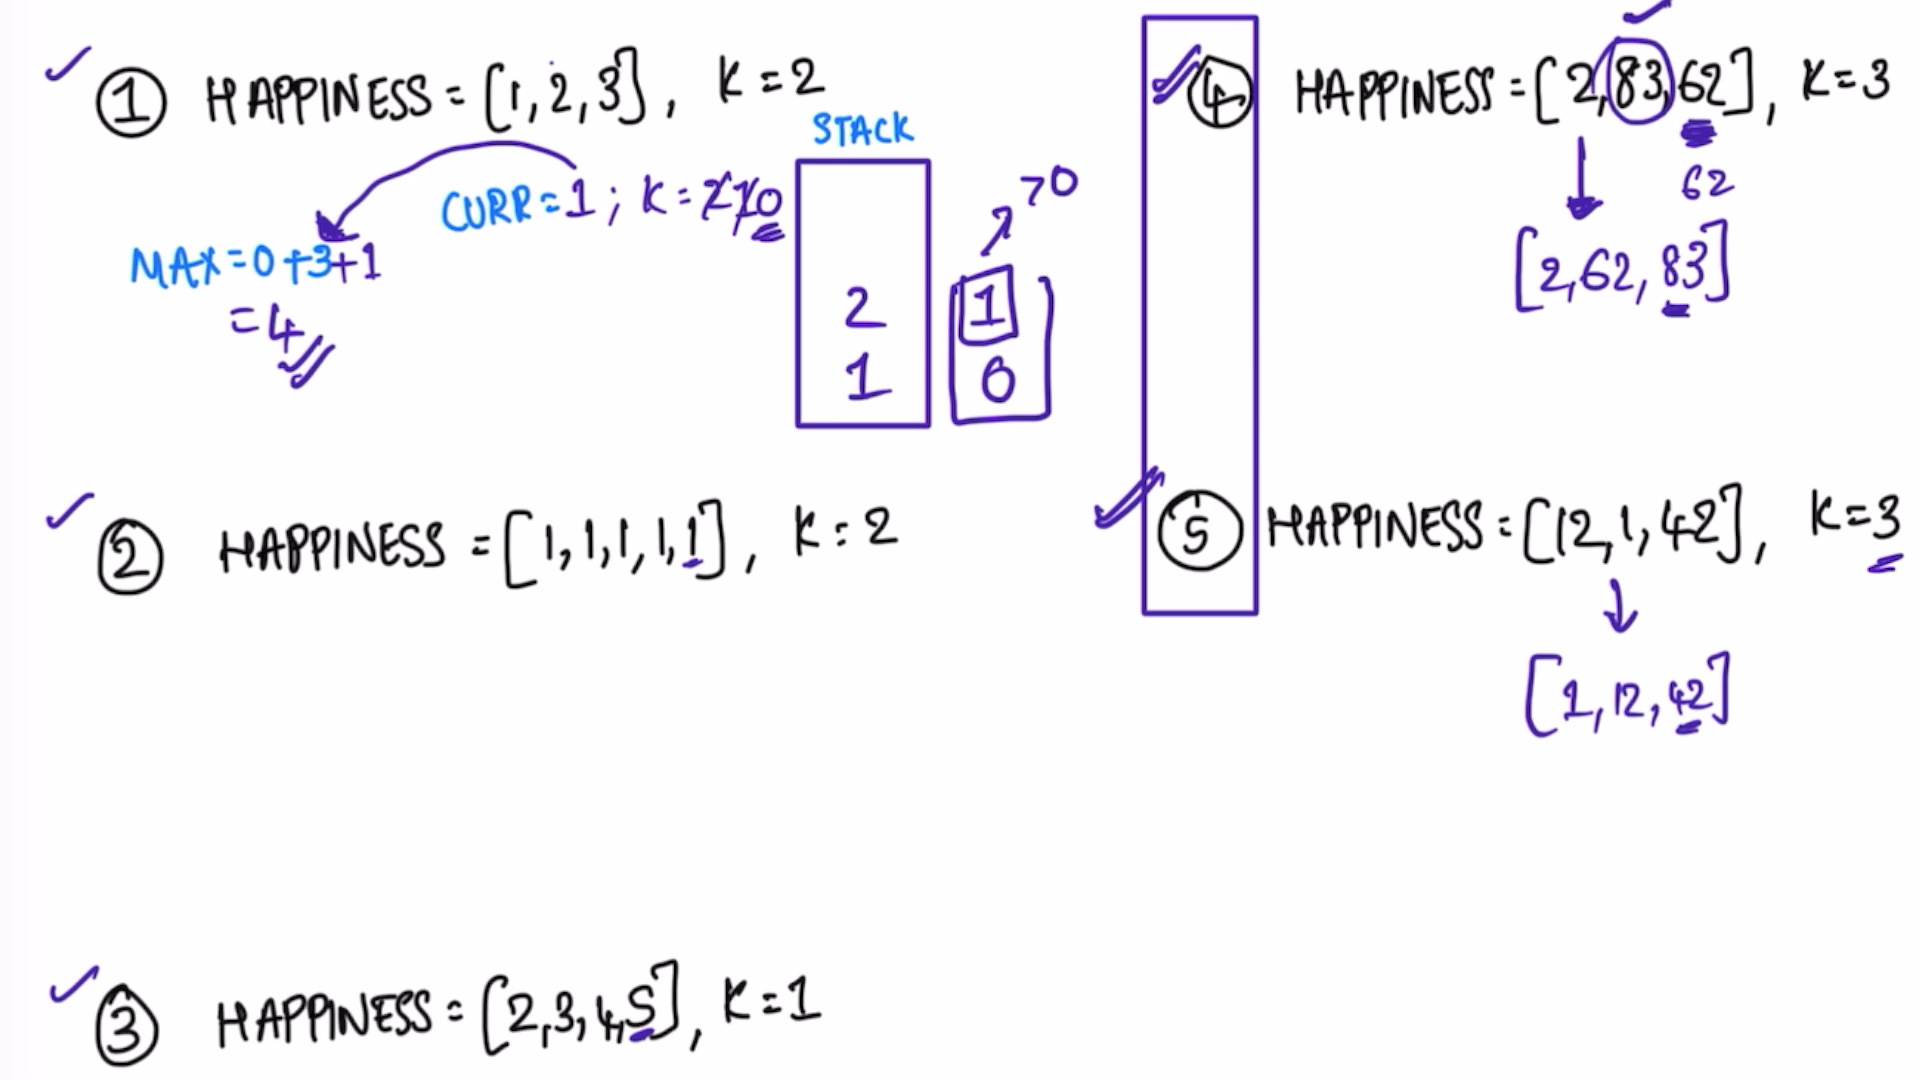 1 HAPPINESS = [1, 2, 3], K = 2
STACK
CURR = 1 ; K = 2 1 0
MAX = 0 + 3 + 1
= 4
2
1
1
0
70
4 HAPPINESS = [2, 83, 62], K = 3
62
[2, 62, 83]
2 HAPPINESS = [1, 1, 1, 1, 1], K = 2
5 HAPPINESS = [12, 1, 42], K = 3
[1, 12, 42]
3 HAPPINESS = [2, 3, 4, 5], K = 1